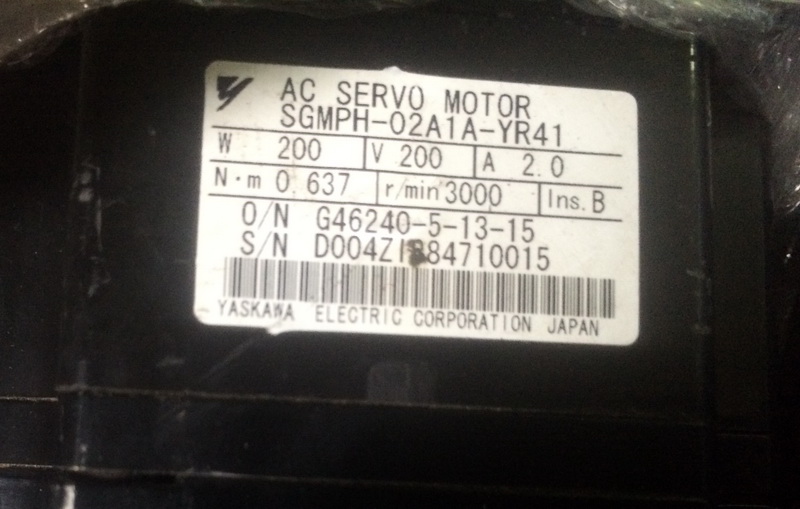 AC SERVO MOTOR
SGMPH-02A1A-YR41
W 200 V 200 A 2.0
N·m 0.637 r/min 3000 Ins. B
O/N G46240-5-13-15
S/N
YASKAWA ELECTRIC CORPORATION JAPAN